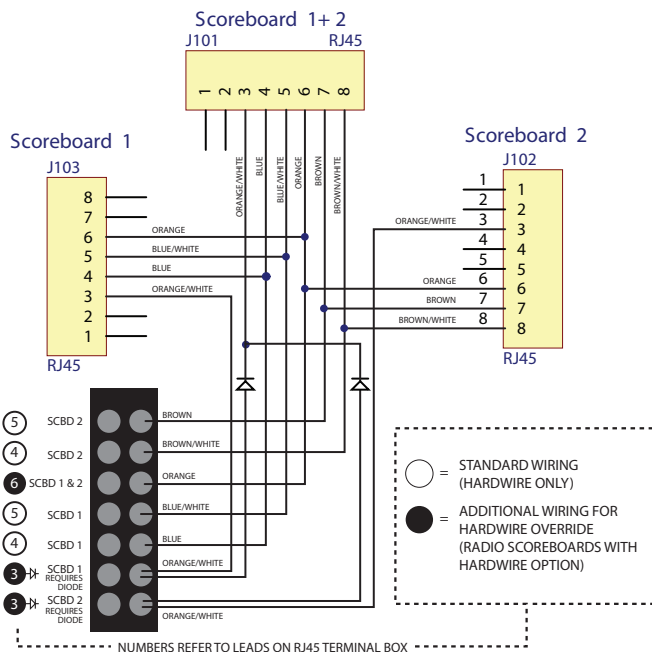 Scoreboard 1+ 2
J101 RJ45
1 2 3 4 5 6 7 8
ORANGE/WHITE
BLUE
BLUE/WHITE
ORANGE
BROWN
BROWN/WHITE
Scoreboard 1
J103
8
7
6 ORANGE
5 BLUE/WHITE
4 BLUE
3 ORANGE/WHITE
2
1
RJ45
Scoreboard 2
J102
1 1
2 2
ORANGE/WHITE 3 3
4 4
5 5
ORANGE 6 6
BROWN 7 7
BROWN/WHITE 8 8
RJ45
5 SCBD 2 BROWN
4 SCBD 2 BROWN/WHITE
6 SCBD 1 & 2 ORANGE
5 SCBD 1 BLUE/WHITE
4 SCBD 1 BLUE
3 SCBD 1 ORANGE/WHITE
REQUIRES
DIODE
3 SCBD 2
REQUIRES
DIODE
ORANGE/WHITE
= STANDARD WIRING
(HARDWIRE ONLY)
= ADDITIONAL WIRING FOR
HARDWIRE OVERRIDE
(RADIO SCOREBOARDS WITH
HARDWIRE OPTION)
NUMBERS REFER TO LEADS ON RJ45 TERMINAL BOX